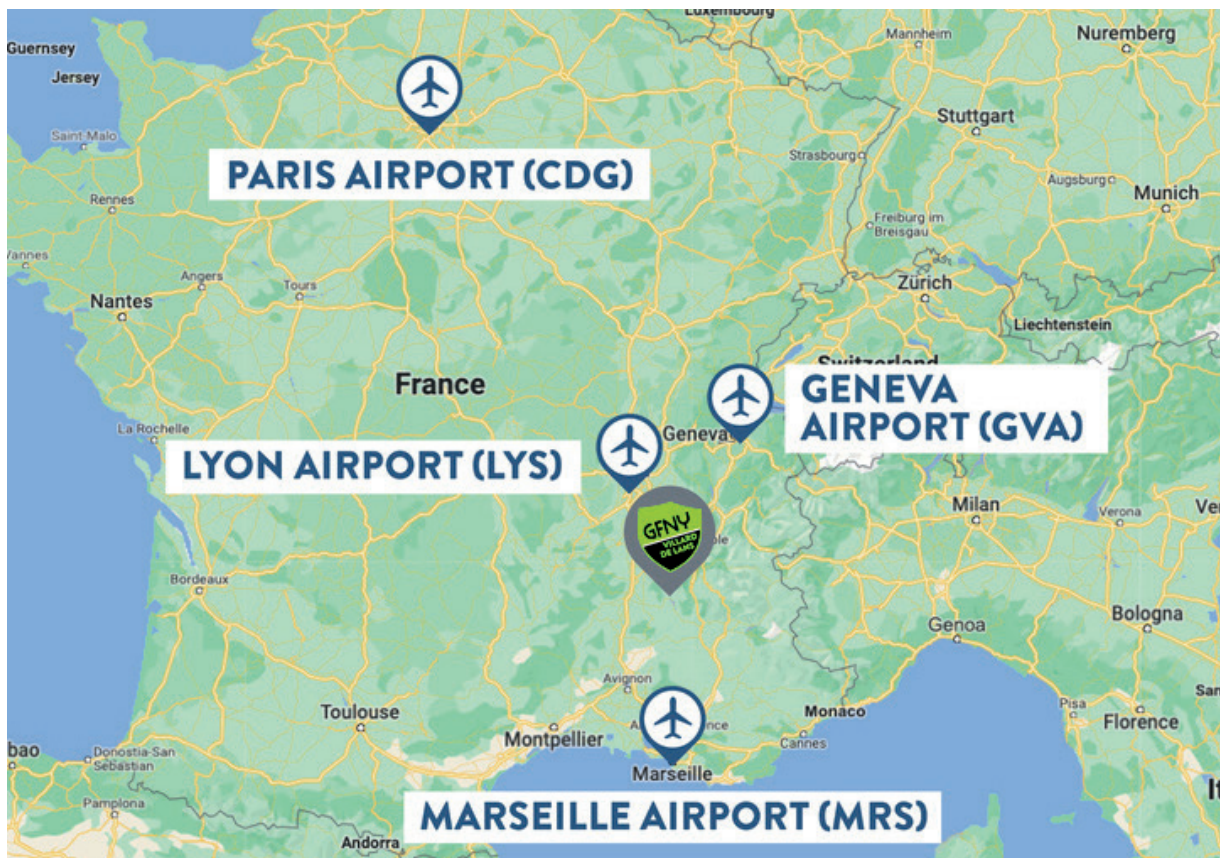 Luxembourg
Guernsey
Jersey
Mannheim
Nuremberg
Saint Malo
PARIS AIRPORT (CDG)
Stuttgart
Strasbourg
Augsburg
Munich
Rennes
Freiburg im
Breisgau
Vannes
Angers
Tours
Nantes
Zürich
Liechtenstein
Switzerland
France
GENEVA
AIRPORT (GVA)
La Rochelle
Geneva
LYON AIRPORT (LYS)
Milan
Verona
GFNY
VILLARD
DE LANS
Bordeaux
Bologna
Genoa
Avignon
Toulouse
Monaco
Pisa
Florence
Montpellier
Cannes
Donostia-San
Sebastian
Marseille
Pamplona
MARSEILLE AIRPORT (MRS)
Andorra